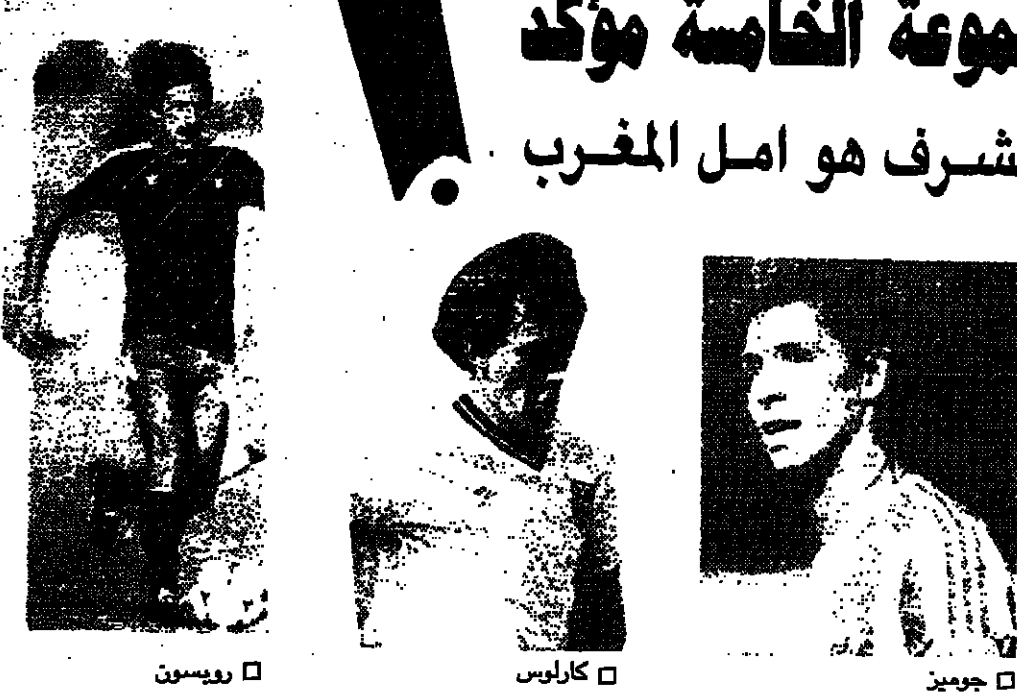 موعة الخامسة مؤكد
شرف هو امل المغرب
□ جوميز
□ كارلوس
□ روبسون